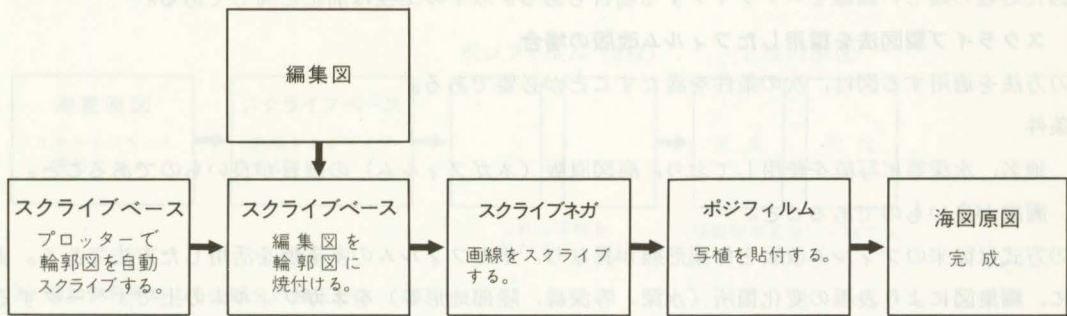 編集図
スクライブベース
プロッターで
輪郭図を自動
スクライブする。
スクライブベース
編集図を
輪郭図に
焼付ける。
スクライブネガ
画線をスクライブ
する。
ポジフィルム
写植を貼付する。
海図原図
完成